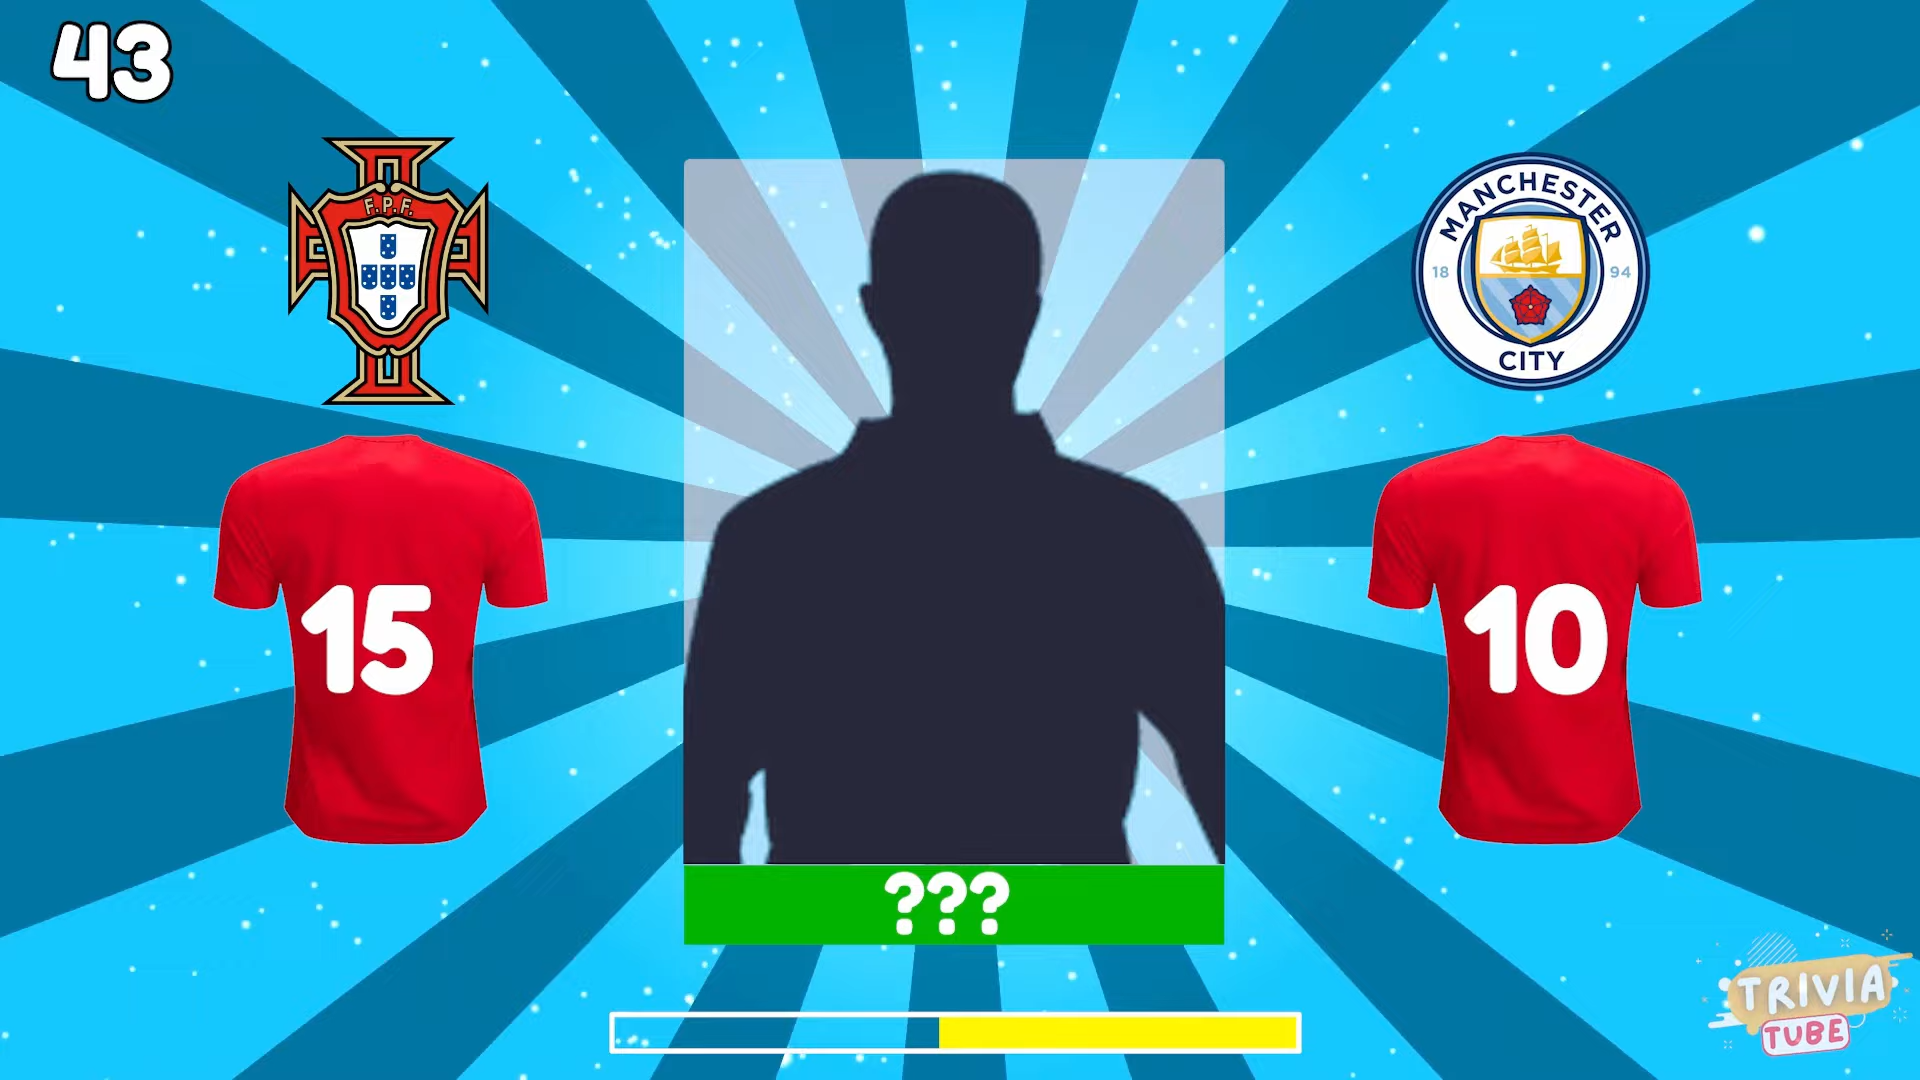 43
F.P.F.
MANCHESTER
18 94
CITY
15
10
???
TRIVIA
TUBE